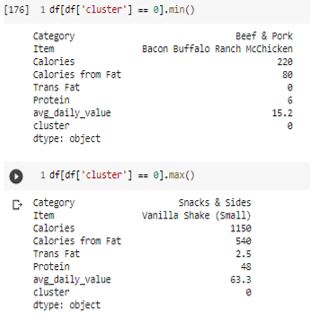 [176] 1 df[df['cluster'] == 0].min()
Category Beef & Pork
Item Bacon Buffalo Ranch McChicken
Calories 220
Calories from Fat 80
Trans Fat 0
Protein 6
avg_daily_value 15.2
cluster 0
dtype: object
1 df[df['cluster'] == 0].max()
Category Snacks & Sides
Item Vanilla Shake (Small)
Calories 1150
Calories from Fat 540
Trans Fat 2.5
Protein 48
avg_daily_value 63.3
cluster 0
dtype: object